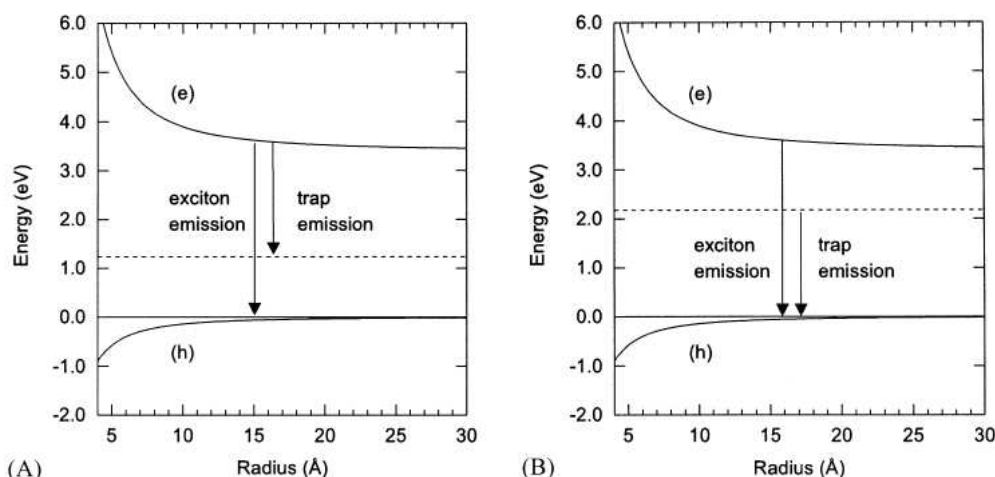 6.0
5.0
4.0
3.0
2.0
1.0
0.0
-1.0
-2.0
Energy (eV)
(e)
exciton
emission
trap
emission
(h)
5 10 15 20 25 30
Radius (Å)
(A)
6.0
5.0
4.0
3.0
2.0
1.0
0.0
-1.0
-2.0
Energy (eV)
(e)
exciton
emission
trap
emission
(h)
5 10 15 20 25 30
Radius (Å)
(B)